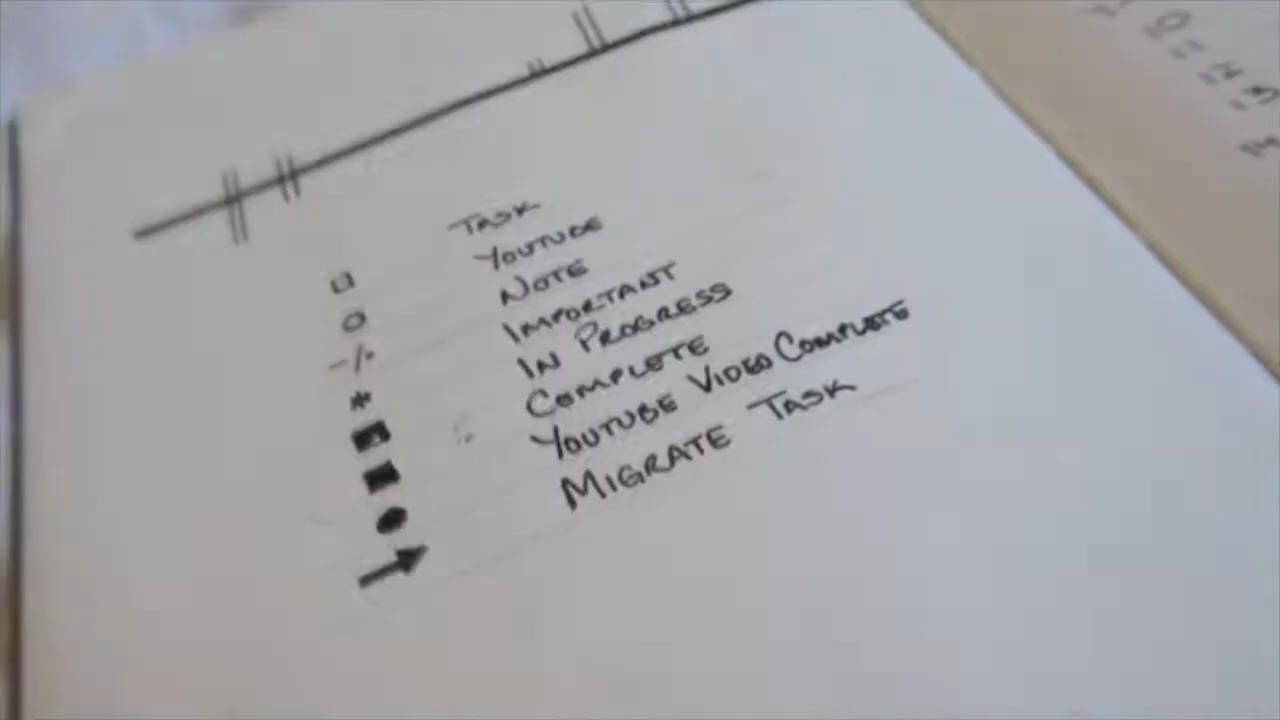 Task
YouTube
Note
Important
In Progress
Complete
YouTube Video Complete
Migrate Task